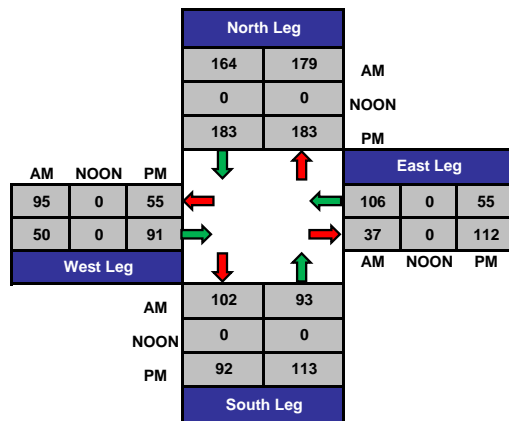 North Leg
164 179 AM
0 0 NOON
183 183 PM
AM NOON PM East Leg
95 0 55 106 0 55
50 0 91 37 0 112
West Leg AM NOON PM
AM 102 93
NOON 0 0
PM 92 113
South Leg